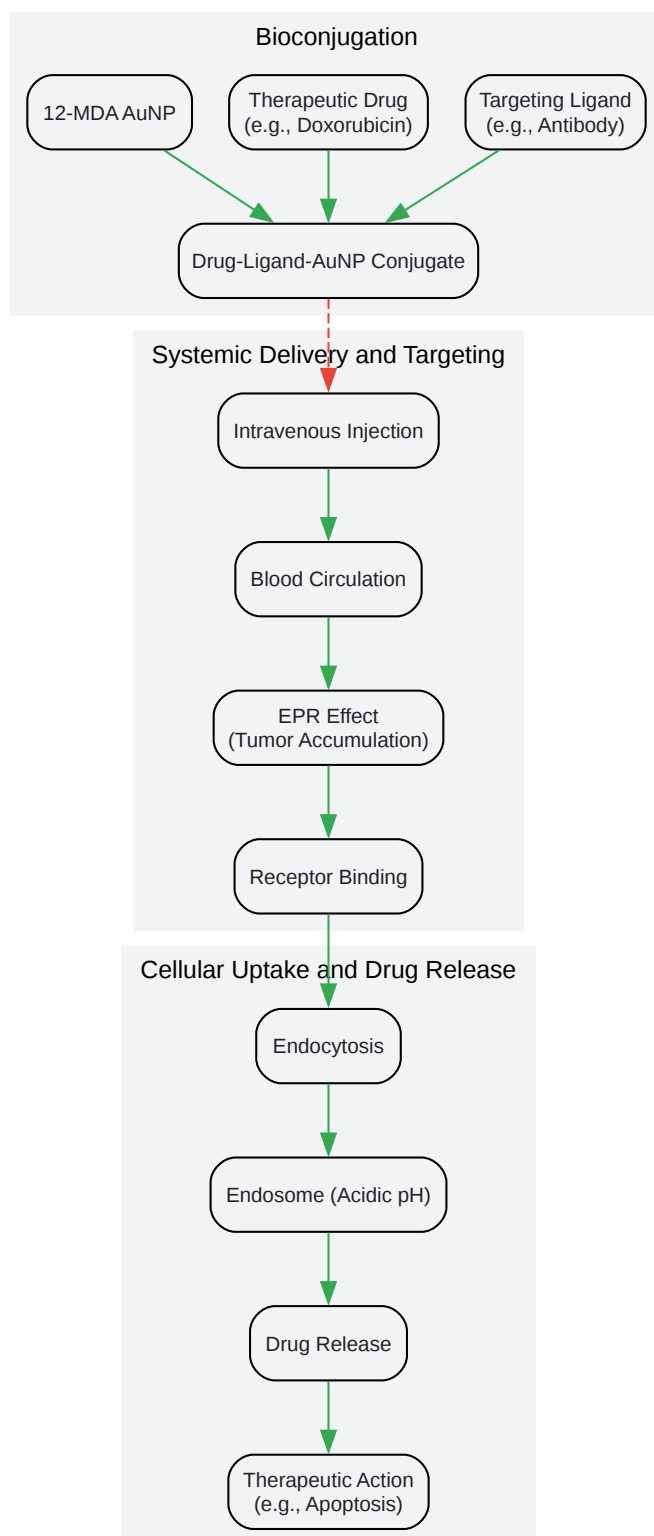 Bioconjugation
12-MDA AuNP
Therapeutic Drug
(e.g., Doxorubicin)
Targeting Ligand
(e.g., Antibody)
Drug-Ligand-AuNP Conjugate
Systemic Delivery and Targeting
Intravenous Injection
Blood Circulation
EPR Effect
(Tumor Accumulation)
Receptor Binding
Cellular Uptake and Drug Release
Endocytosis
Endosome (Acidic pH)
Drug Release
Therapeutic Action
(e.g., Apoptosis)